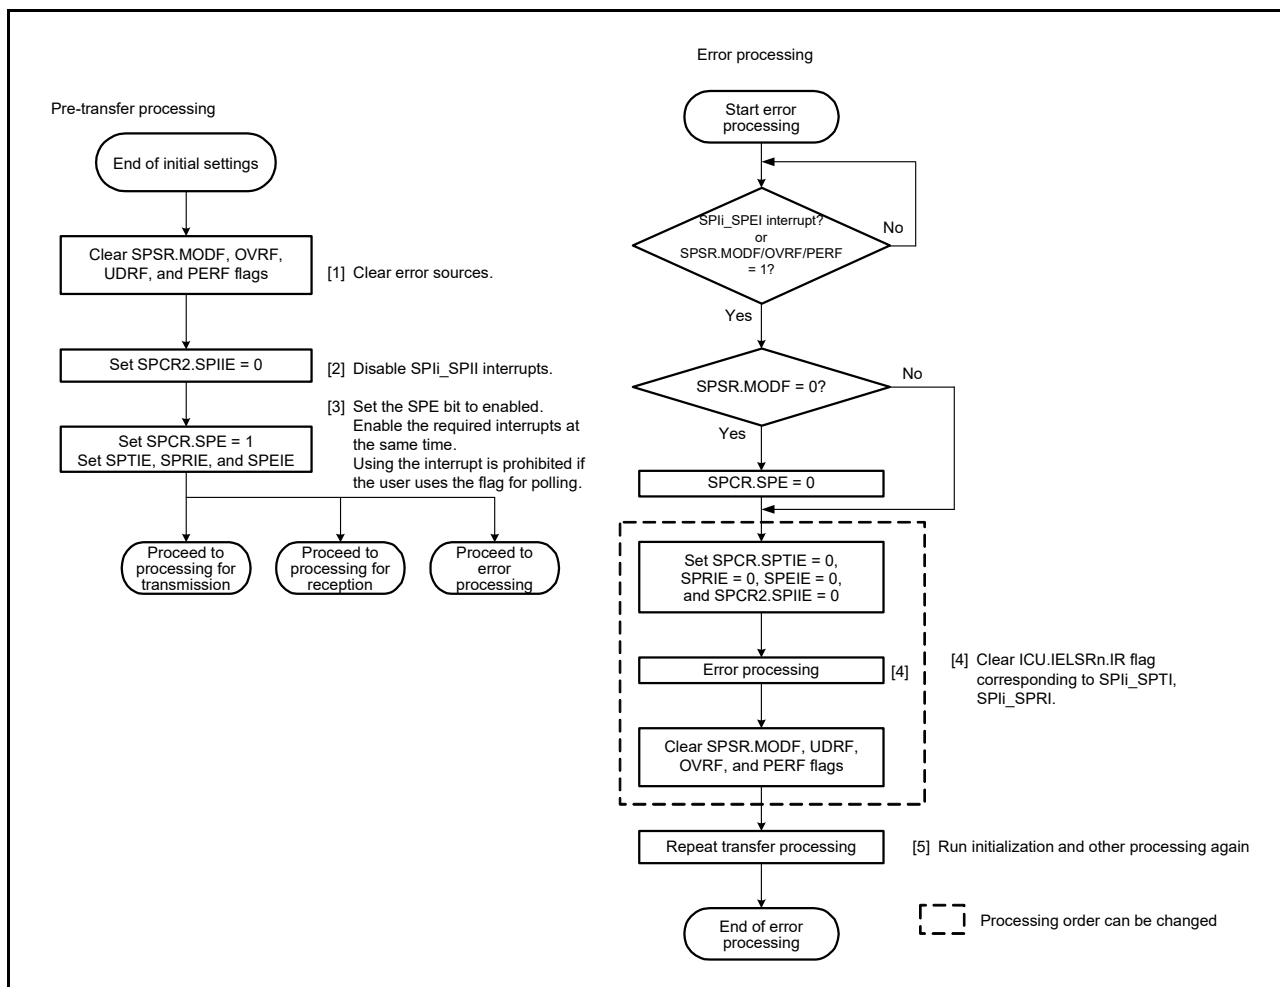 Pre-transfer processing
End of initial settings
Clear SPSR.MODF, OVRF,
UDRF, and PERF flags
[1] Clear error sources.
Set SPCR2.SPIIE = 0
[2] Disable SPIi_SPII interrupts.
Set SPCR.SPE = 1
Set SPTIE, SPRIE, and SPEIE
[3] Set the SPE bit to enabled.
Enable the required interrupts at
the same time.
Using the interrupt is prohibited if
the user uses the flag for polling.
Proceed to
processing for
transmission
Proceed to
processing for
reception
Proceed to
error
processing
Error processing
Start error
processing
SPIi_SPEI interrupt?
or
SPSR.MODF/OVRF/PERF
= 1?
No
Yes
SPSR.MODF = 0?
No
Yes
SPCR.SPE = 0
Set SPCR.SPTIE = 0,
SPRIE = 0, SPEIE = 0,
and SPCR2.SPIIE = 0
Error processing
[4]
[4] Clear ICU.IELSRn.IR flag
corresponding to SPIi_SPTI,
SPIi_SPRI.
Clear SPSR.MODF, UDRF,
OVRF, and PERF flags
Repeat transfer processing
[5] Run initialization and other processing again
End of error
processing
Processing order can be changed